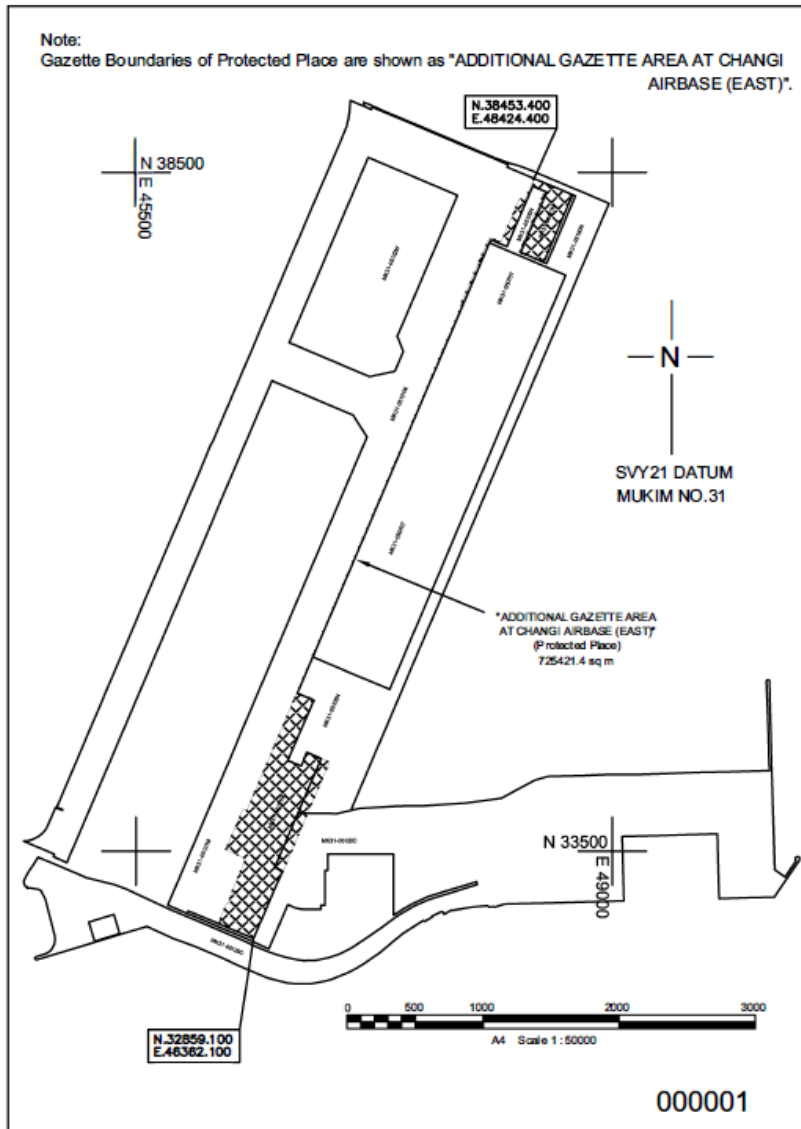 Note:
Gazette Boundaries of Protected Place are shown as "ADDITIONAL GAZETTE AREA AT CHANGI
AIRBASE (EAST)".
N.38453.400
E.48424.400
N 38500
E 45500
N
SVY21 DATUM
MUKIM NO.31
"ADDITIONAL GAZETTE AREA
AT CHANGI AIRBASE (EAST)"
(Protected Place)
725421.4 sq m
N 33500
E 49000
N.32859.100
E.46362.100
0 500 1000 2000 3000
A4 Scale 1 : 50000
000001